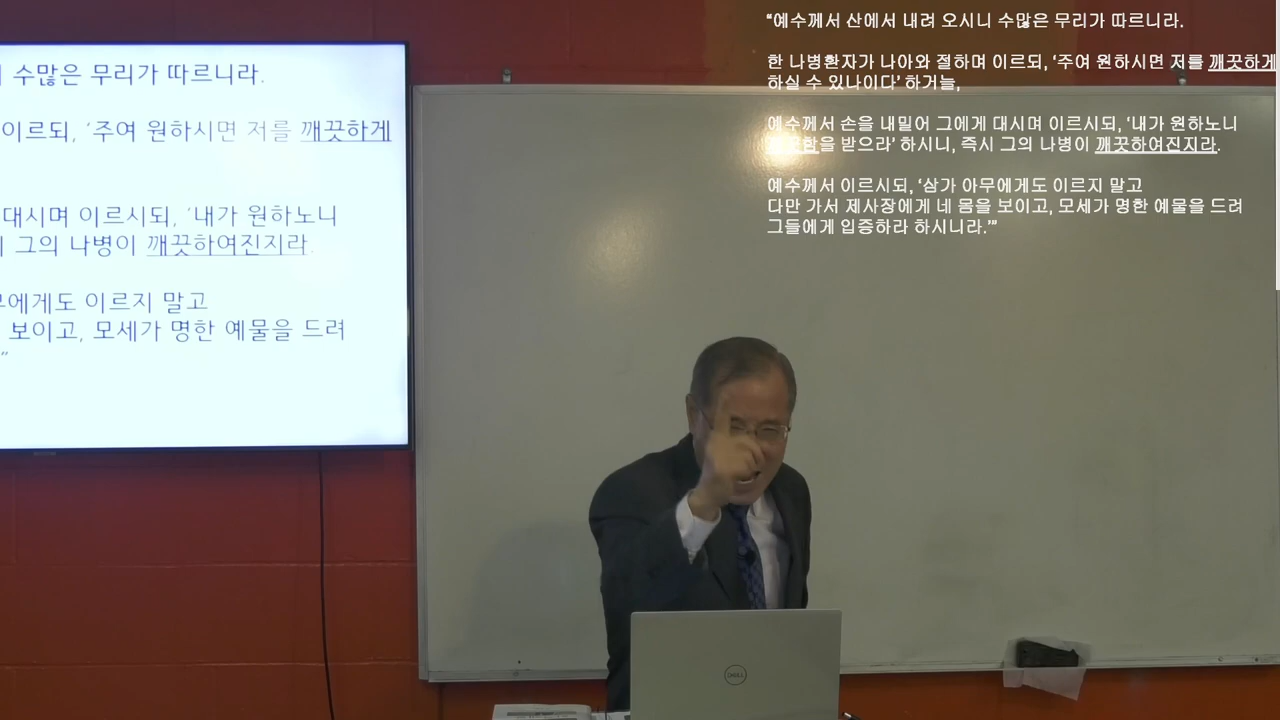 수많은 무리가 따르니라.
이르되, ‘주여 원하시면 저를 깨끗하게
대시며 이르시되, ‘내가 원하노니
그의 나병이 깨끗하여진지라.
에게도 이르지 말고
보이고, 모세가 명한 예물을 드려
”
“예수께서 산에서 내려 오시니 수많은 무리가 따르니라.
한 나병환자가 나아와 절하며 이르되, ‘주여 원하시면 저를 깨끗하게
하실 수 있나이다’ 하거늘,
예수께서 손을 내밀어 그에게 대시며 이르시되, ‘내가 원하노니
을 받으라’ 하시니, 즉시 그의 나병이 깨끗하여진지라.
예수께서 이르시되, ‘삼가 아무에게도 이르지 말고
다만 가서 제사장에게 네 몸을 보이고, 모세가 명한 예물을 드려
그들에게 입증하라 하시니라.’”
DELL